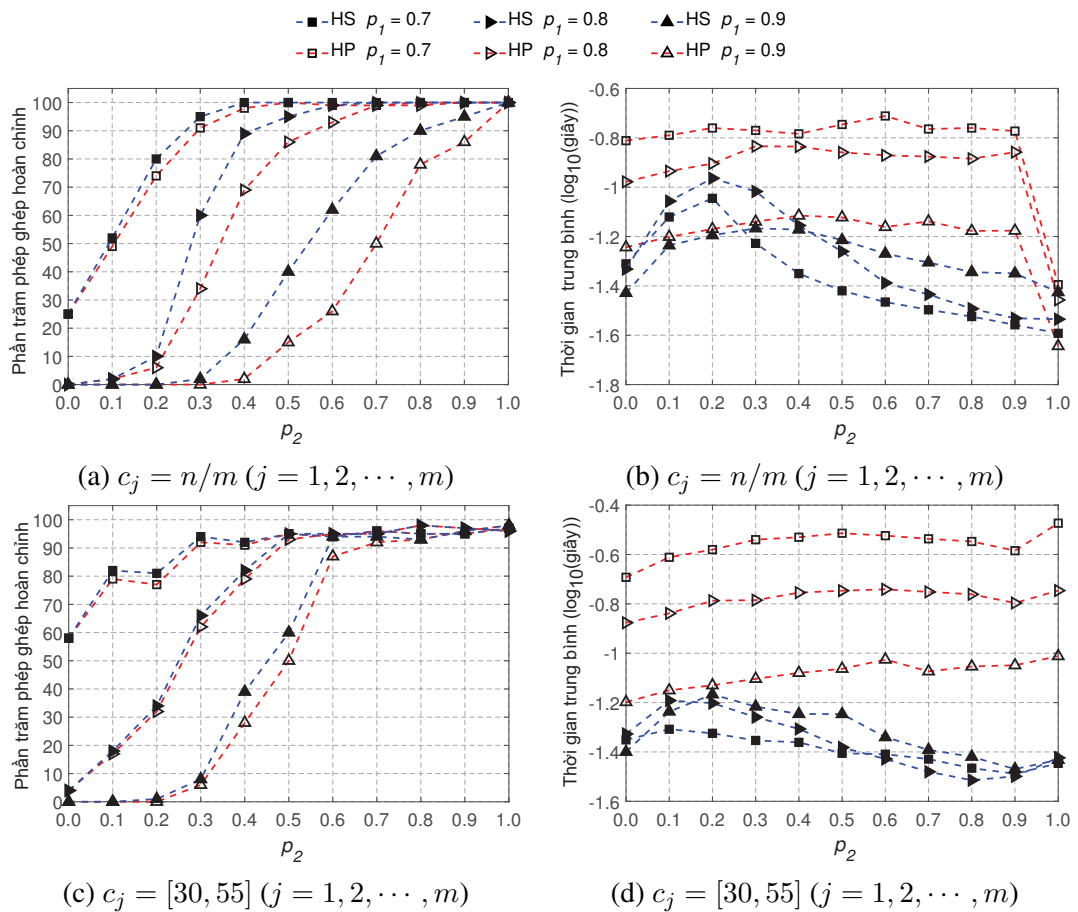 HS p1 = 0.7 HS p1 = 0.8 HS p1 = 0.9
HP p1 = 0.7 HP p1 = 0.8 HP p1 = 0.9
Phần trăm phép ghép hoàn chỉnh
100
90
80
70
60
50
40
30
20
10
0
0.0 0.1 0.2 0.3 0.4 0.5 0.6 0.7 0.8 0.9 1.0
p2
(a) cj = n/m (j = 1, 2, ··· , m)
Thời gian trung bình (log10(giây))
-0.6
-0.8
-1
-1.2
-1.4
-1.6
-1.8
0.0 0.1 0.2 0.3 0.4 0.5 0.6 0.7 0.8 0.9 1.0
p2
(b) cj = n/m (j = 1, 2, ··· , m)
Phần trăm phép ghép hoàn chỉnh
100
90
80
70
60
50
40
30
20
10
0
0.0 0.1 0.2 0.3 0.4 0.5 0.6 0.7 0.8 0.9 1.0
p2
(c) cj = [30, 55] (j = 1, 2, ··· , m)
Thời gian trung bình (log10(giây))
-0.4
-0.6
-0.8
-1
-1.2
-1.4
-1.6
0.0 0.1 0.2 0.3 0.4 0.5 0.6 0.7 0.8 0.9 1.0
p2
(d) cj = [30, 55] (j = 1, 2, ··· , m)